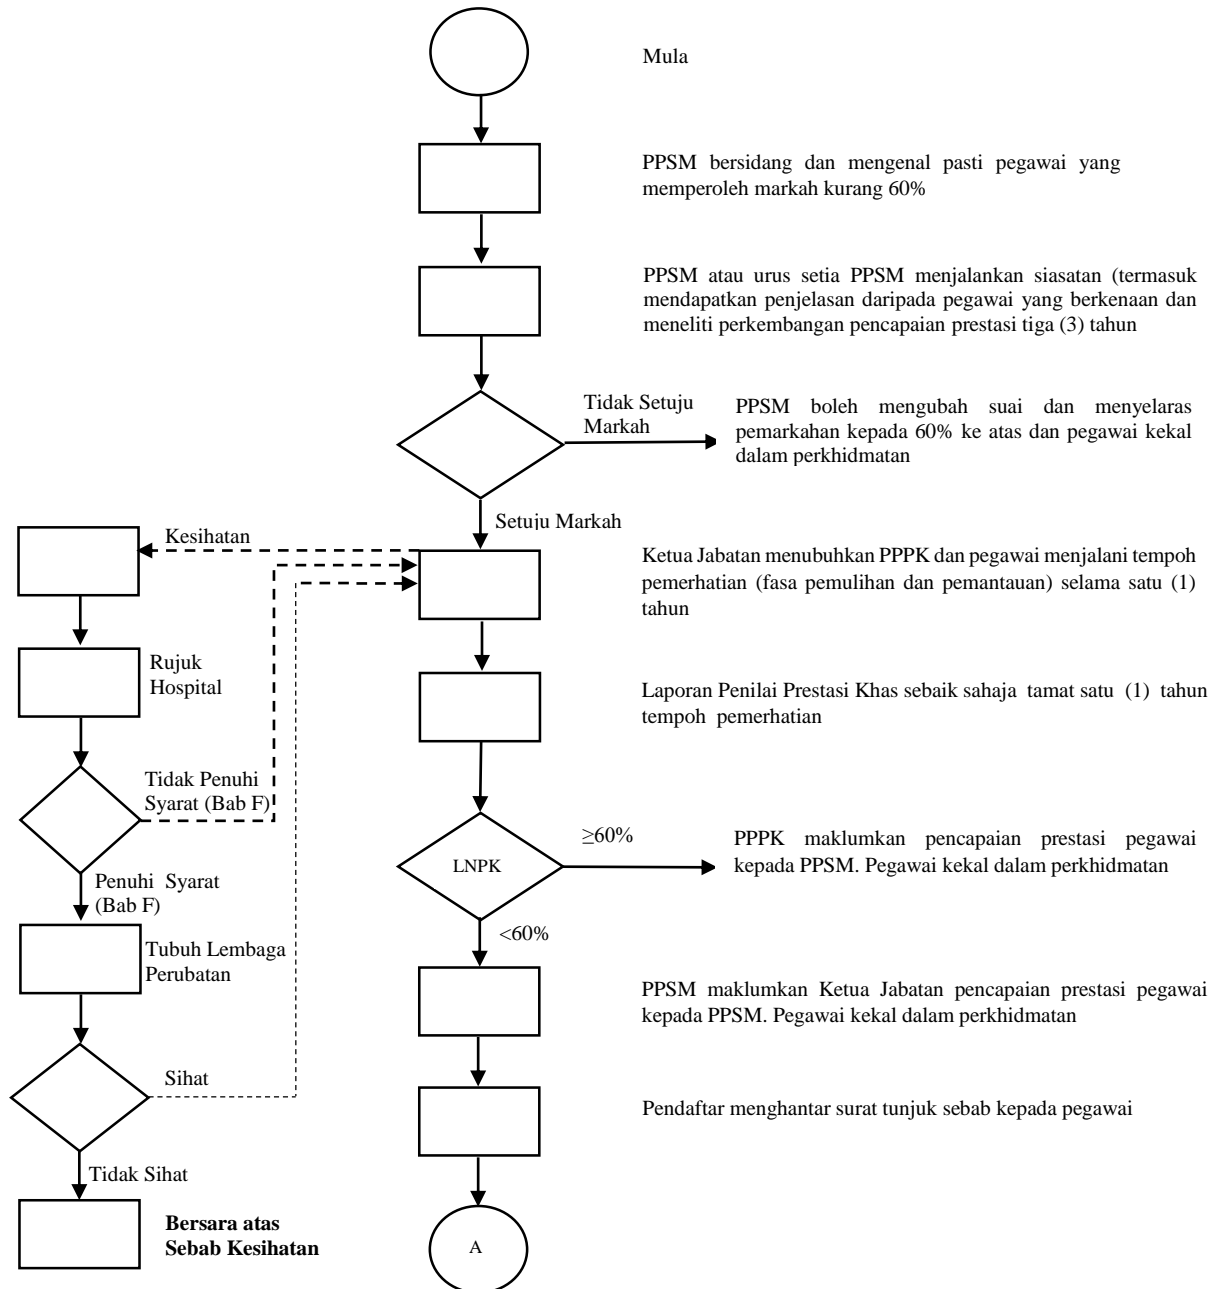 Mula
PPSM bersidang dan mengenal pasti pegawai yang
memperoleh markah kurang 60%
PPSM atau urus setia PPSM menjalankan siasatan (termasuk
mendapatkan penjelasan daripada pegawai yang berkenaan dan
meneliti perkembangan pencapaian prestasi tiga (3) tahun
Tidak Setuju
Markah
PPSM boleh mengubah suai dan menyelaras
pemarkahan kepada 60% ke atas dan pegawai kekal
dalam perkhidmatan
Setuju Markah
Kesihatan
Ketua Jabatan menubuhkan PPPK dan pegawai menjalani tempoh
pemerhatian (fasa pemulihan dan pemantauan) selama satu (1)
tahun
Rujuk
Hospital
Laporan Penilai Prestasi Khas sebaik sahaja tamat satu (1) tahun
tempoh pemerhatian
Tidak Penuhi
Syarat (Bab F)
LNPK
≥60%
PPPK maklumkan pencapaian prestasi pegawai
kepada PPSM. Pegawai kekal dalam perkhidmatan
Penuhi Syarat
(Bab F)
<60%
Tubuh Lembaga
Perubatan
PPSM maklumkan Ketua Jabatan pencapaian prestasi pegawai
kepada PPSM. Pegawai kekal dalam perkhidmatan
Sihat
Pendaftar menghantar surat tunjuk sebab kepada pegawai
Tidak Sihat
Bersara atas
Sebab Kesihatan
A